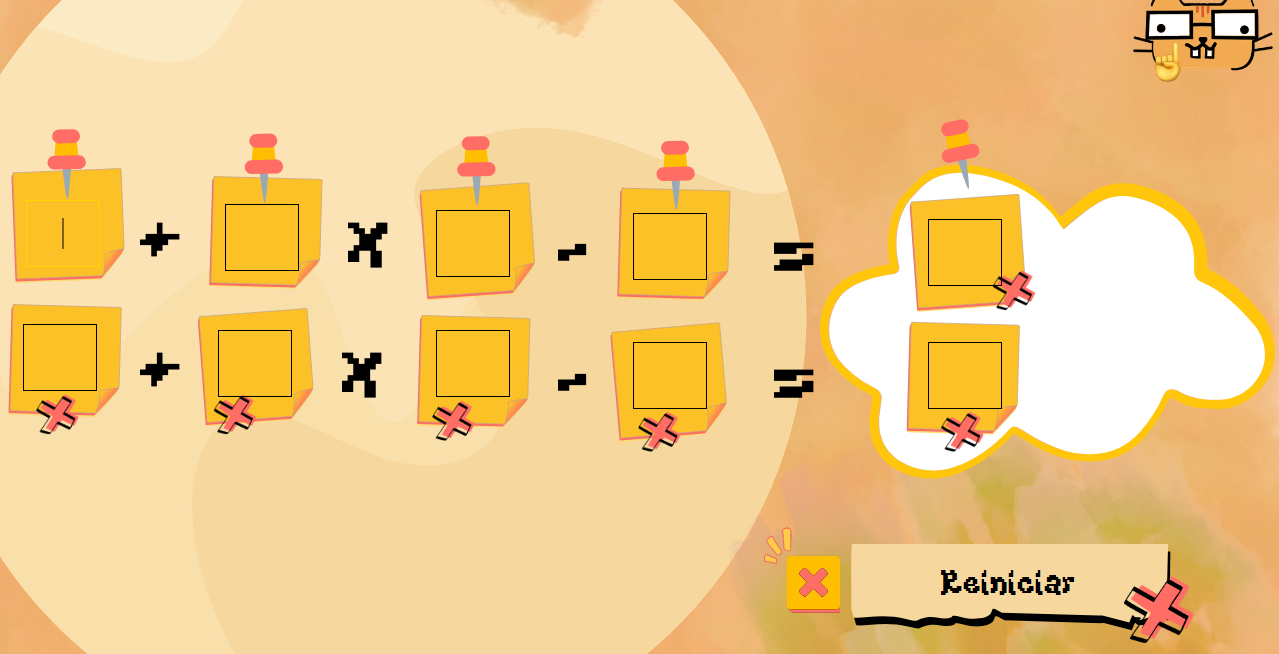 + x - =
+ x - =
Reiniciar